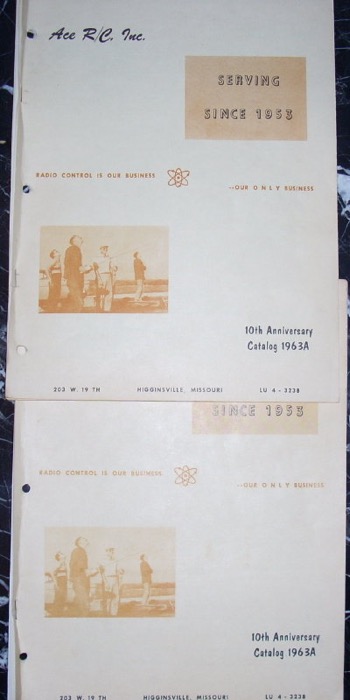 Ace R/C, Inc.
SERVING
SINCE 1953
RADIO CONTROL IS OUR BUSINESS
--OUR ONLY BUSINESS
10th Anniversary
Catalog 1963A
203 W. 19 TH HIGGINSVILLE, MISSOURI LU 4 - 3238
SINCE 1953
RADIO CONTROL IS OUR BUSINESS
--OUR ONLY BUSINESS
10th Anniversary
Catalog 1963A
203 W. 19 TH HIGGINSVILLE, MISSOURI LU 4 - 3238